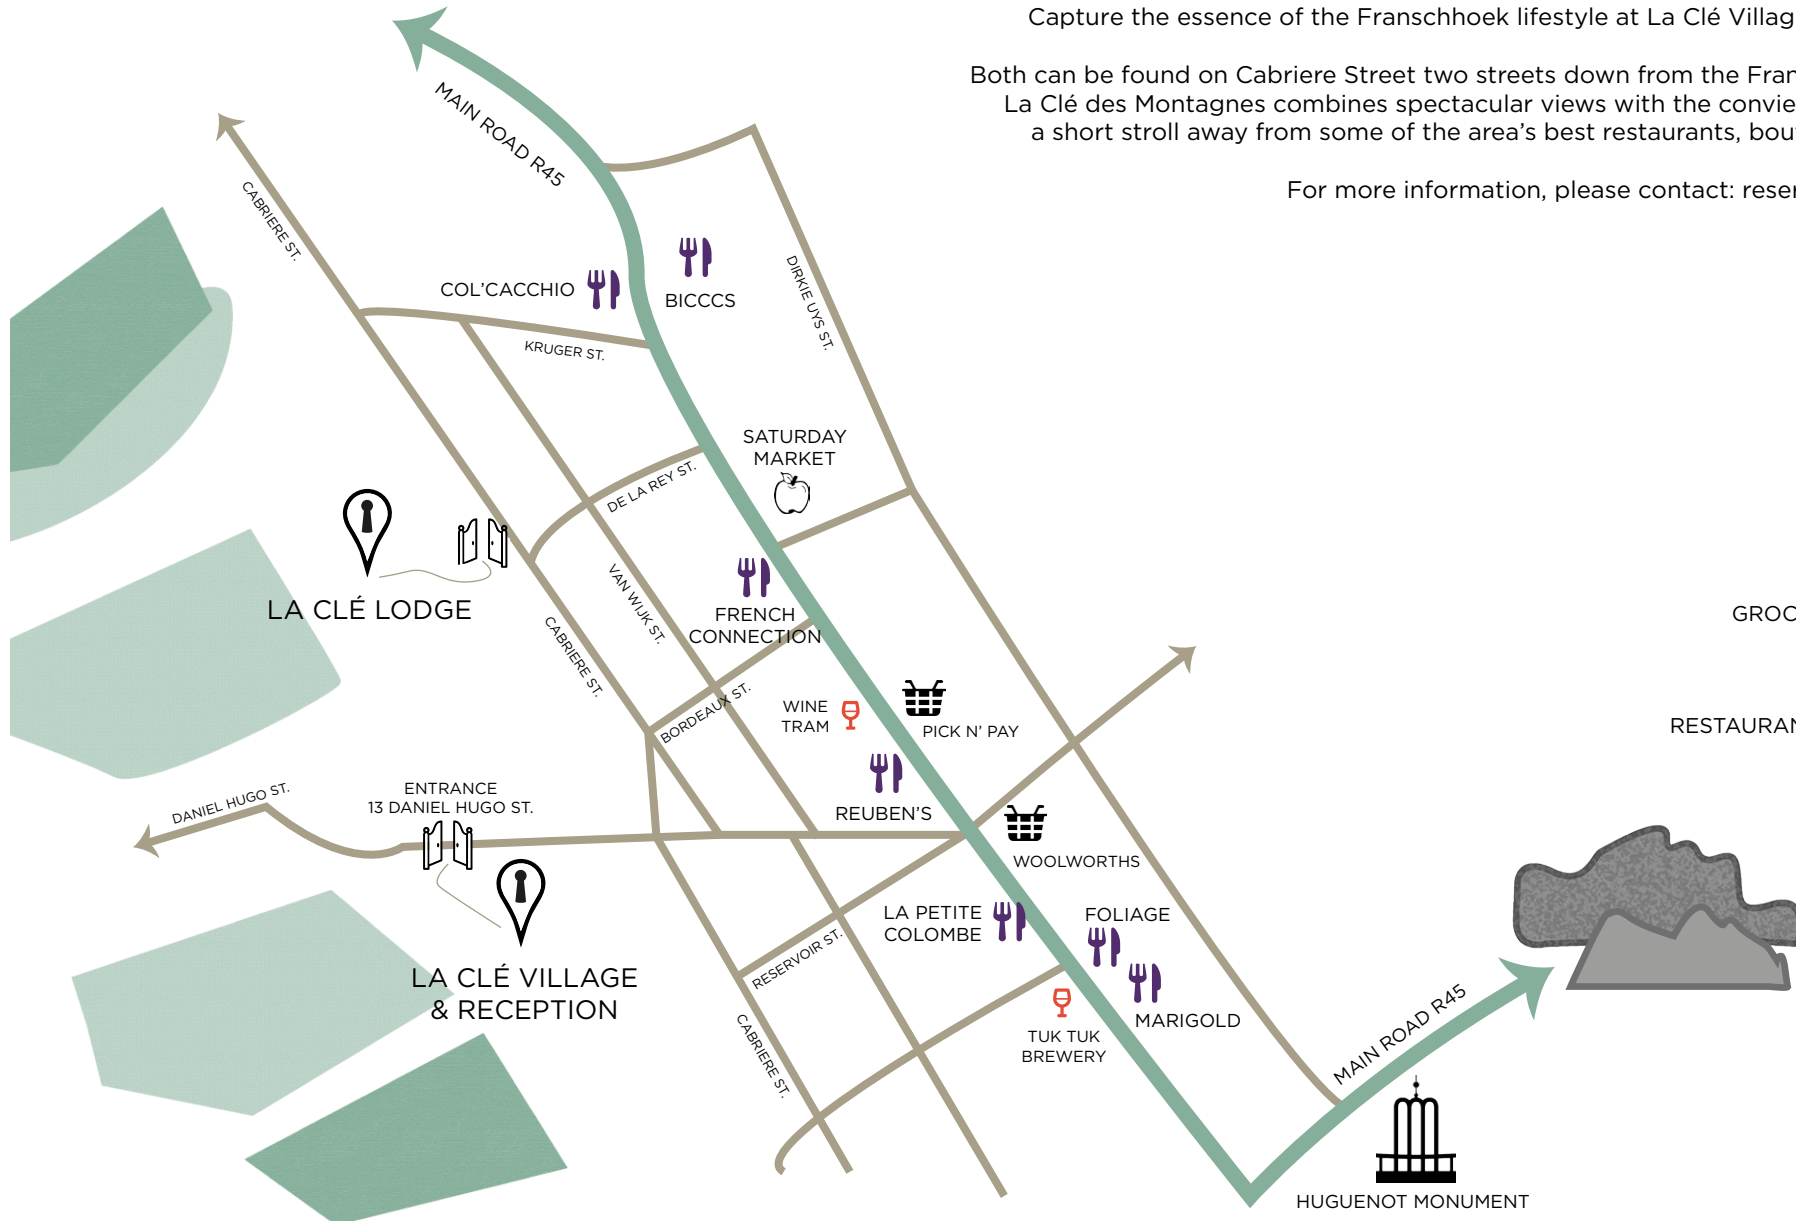 Capture the essence of the Franschhoek lifestyle at La Clé Villag
Both can be found on Cabriere Street two streets down from the Fran
La Clé des Montagnes combines spectacular views with the convie
a short stroll away from some of the area's best restaurants, bou
For more information, please contact: reser
MAIN ROAD R45
CABRIERE ST.
COL'CACCHIO
BICCCS
DIRKIE UYS ST.
KRUGER ST.
SATURDAY
MARKET
DE LA REY ST.
LA CLÉ LODGE
VAN WIJK ST.
FRENCH
CONNECTION
CABRIERE ST.
GROC
BORDEAUX ST.
WINE
TRAM
PICK N' PAY
RESTAURAN
DANIEL HUGO ST.
ENTRANCE
13 DANIEL HUGO ST.
REUBEN'S
WOOLWORTHS
LA PETITE
COLOMBE
FOLIAGE
RESERVOIR ST.
LA CLÉ VILLAGE
& RECEPTION
MARIGOLD
TUK TUK
BREWERY
CABRIERE ST.
MAIN ROAD R45
HUGUENOT MONUMENT